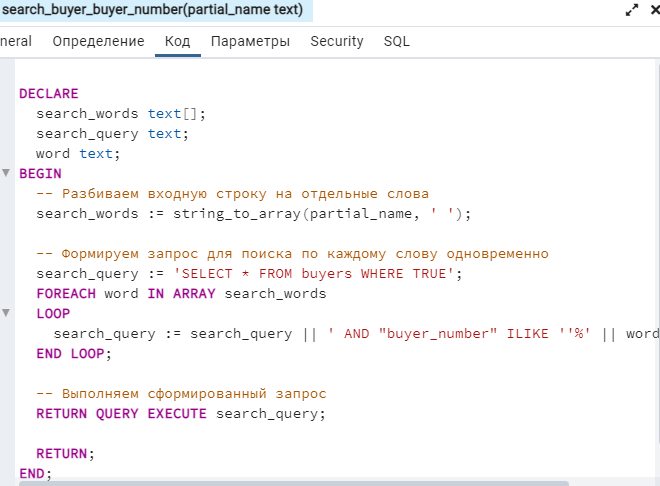 search_buyer_buyer_number(partial_name text)
neral Определение Код Параметры Security SQL
DECLARE
search_words text[];
search_query text;
word text;
BEGIN
-- Разбиваем входную строку на отдельные слова
search_words := string_to_array(partial_name, ' ');
-- Формируем запрос для поиска по каждому слову одновременно
search_query := 'SELECT * FROM buyers WHERE TRUE';
FOREACH word IN ARRAY search_words
LOOP
search_query := search_query || ' AND "buyer_number" ILIKE ''%' || word
END LOOP;
-- Выполняем сформированный запрос
RETURN QUERY EXECUTE search_query;
RETURN;
END;